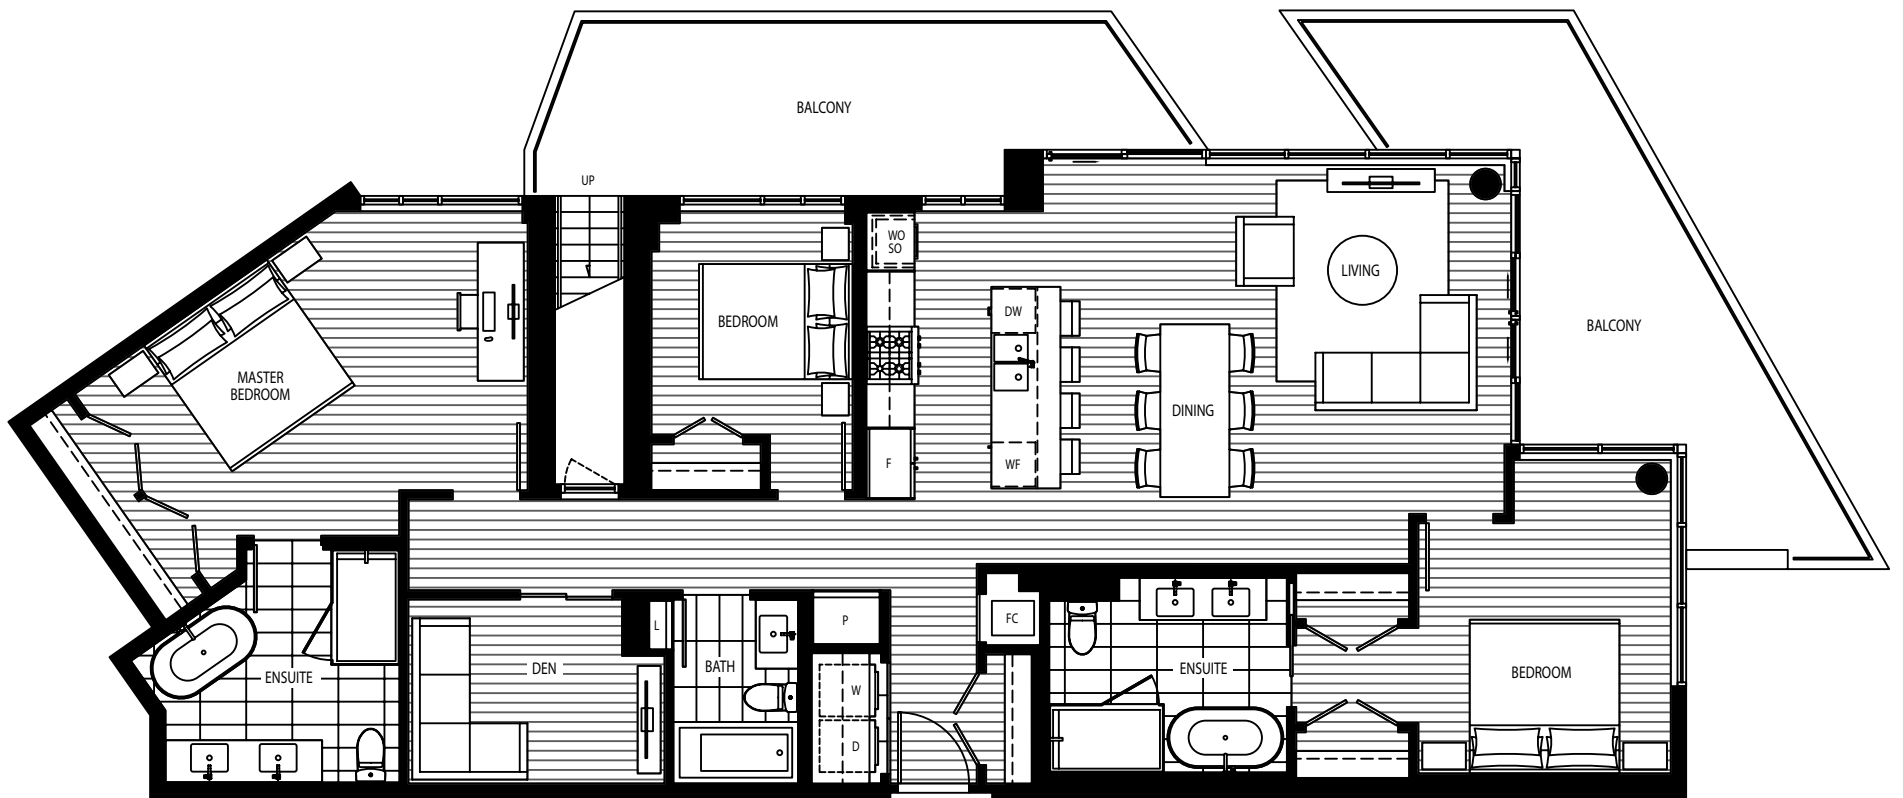 BALCONY
UP
WO
SO
LIVING
DW
BEDROOM
BALCONY
MASTER
BEDROOM
DINING
F
WF
FC
P
L
BATH
DEN
ENSUITE
ENSUITE
BEDROOM
W
D